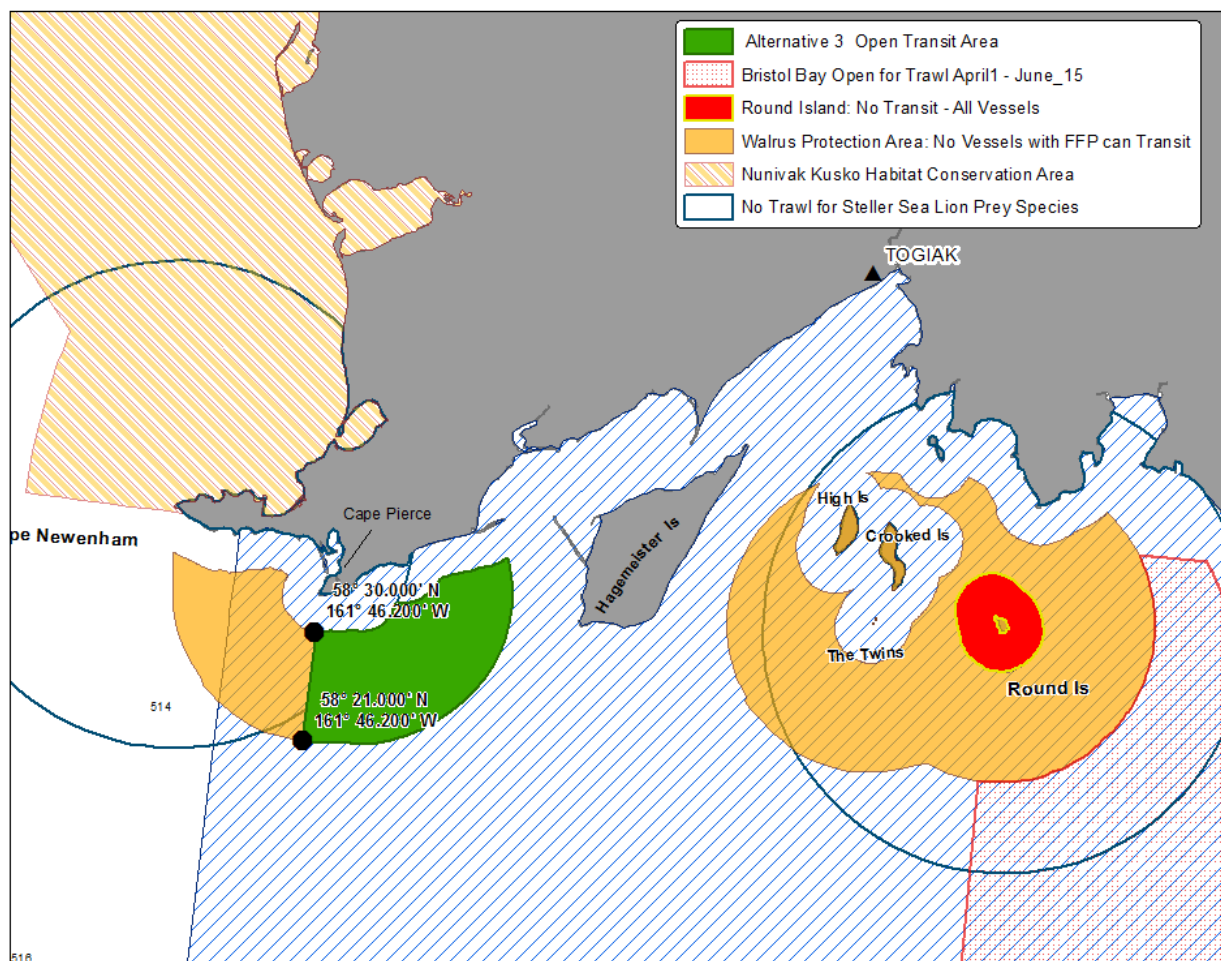 Alternative 3 Open Transit Area
Bristol Bay Open for Trawl April1 - June_15
Round Island: No Transit - All Vessels
Walrus Protection Area: No Vessels with FFP can Transit
Nunivak Kusko Habitat Conservation Area
No Trawl for Steller Sea Lion Prey Species
TOGIAK
High Is
Cape Pierce
Crooked Is
pe Newenham
Hagemeister Is
58° 30.000' N
161° 46.200' W
The Twins
Round Is
58° 21.000' N
161° 46.200' W
514
516